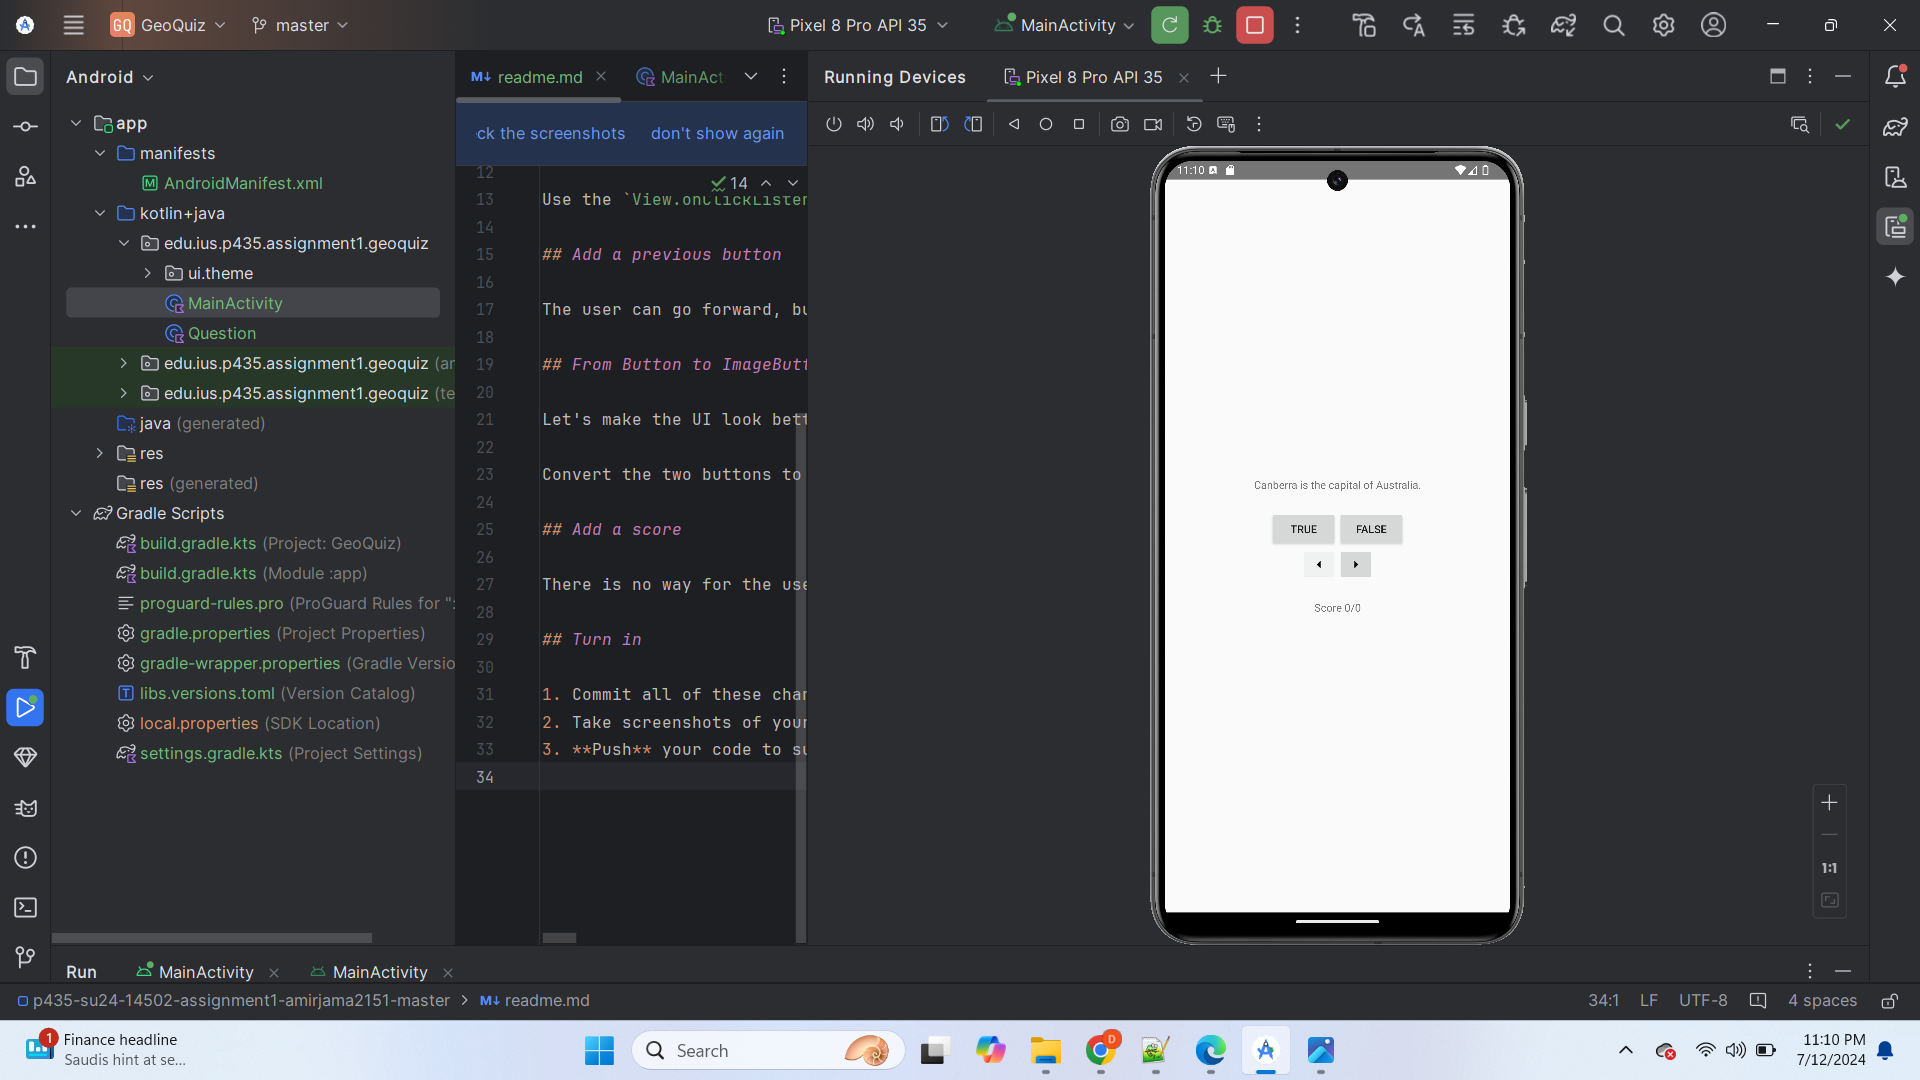 GQ GeoQuiz master Pixel 8 Pro API 35 MainActivity
Android
app
manifests
AndroidManifest.xml
kotlin+java
edu.ius.p435.assignment1.geoquiz
ui.theme
MainActivity
Question
edu.ius.p435.assignment1.geoquiz (ar
edu.ius.p435.assignment1.geoquiz (te
java (generated)
res
res (generated)
Gradle Scripts
build.gradle.kts (Project: GeoQuiz)
build.gradle.kts (Module :app)
proguard-rules.pro (ProGuard Rules for ":
gradle.properties (Project Properties)
gradle-wrapper.properties (Gradle Versio
libs.versions.toml (Version Catalog)
local.properties (SDK Location)
settings.gradle.kts (Project Settings)
M↓ readme.md MainAct
ck the screenshots don't show again
14
12
13 Use the `View.onClickListen
14
15 ## Add a previous button
16
17 The user can go forward, bu
18
19 ## From Button to ImageButt
20
21 Let's make the UI look bett
22
23 Convert the two buttons to
24
25 ## Add a score
26
27 There is no way for the use
28
29 ## Turn in
30
31 1. Commit all of these chan
32 2. Take screenshots of your
33 3. **Push** your code to su
34
Running Devices Pixel 8 Pro API 35
11:10
Canberra is the capital of Australia.
TRUE FALSE
Score 0/0
1:1
Run MainActivity MainActivity
p435-su24-14502-assignment1-amirjama2151-master > M↓ readme.md 34:1 LF UTF-8 4 spaces
1 Finance headline
Saudis hint at se...
Search
D
11:10 PM
7/12/2024